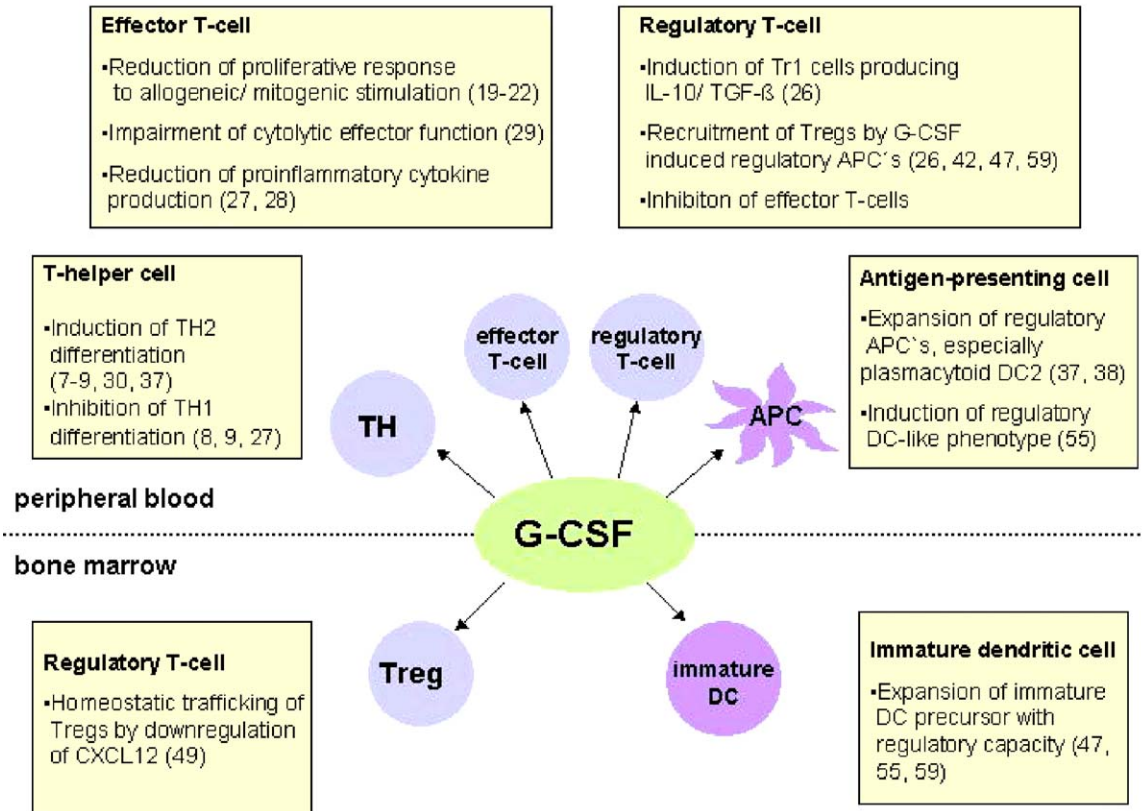 Effector T-cell
▪Reduction of proliferative response
to allogeneic/ mitogenic stimulation (19-22)
▪Impairment of cytolytic effector function (29)
▪Reduction of proinflammatory cytokine
production (27, 28)
Regulatory T-cell
▪Induction of Tr1 cells producing
IL-10/ TGF-ß (26)
▪Recruitment of Tregs by G-CSF
induced regulatory APC´s (26, 42, 47, 59)
▪Inhibiton of effector T-cells
T-helper cell
▪Induction of TH2
differentiation
(7-9, 30, 37)
▪Inhibition of TH1
differentiation (8, 9, 27)
effector
T-cell
regulatory
T-cell
TH
APC
Antigen-presenting cell
▪Expansion of regulatory
APC`s, especially
plasmacytoid DC2 (37, 38)
▪Induction of regulatory
DC-like phenotype (55)
peripheral blood
G-CSF
bone marrow
Regulatory T-cell
▪Homeostatic trafficking of
Tregs by downregulation
of CXCL12 (49)
Treg
immature
DC
Immature dendritic cell
▪Expansion of immature
DC precursor with
regulatory capacity (47,
55, 59)